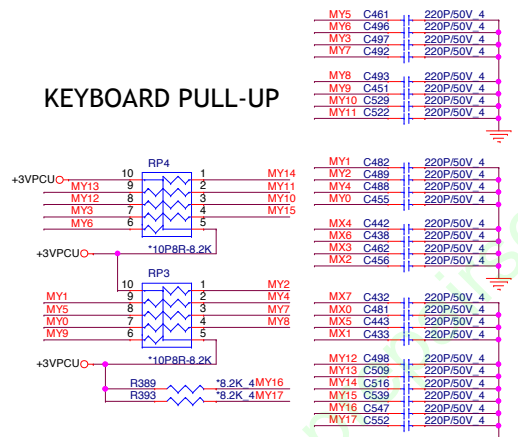 KEYBOARD PULL-UP
RP4
+3VPCU 10 1 MY14
MY13 9 2 MY11
MY12 8 3 MY10
MY3 7 4 MY15
MY6 6 5
*10P8R-8.2K
+3VPCU
RP3
10 1 MY2
MY1 9 2 MY4
MY5 8 3 MY7
MY0 7 4 MY8
MY9 6 5
*10P8R-8.2K
+3VPCU
R389 *8.2K_4 MY16
R393 *8.2K_4 MY17
MY5 C461 220P/50V_4
MY6 C496 220P/50V_4
MY3 C497 220P/50V_4
MY7 C492 220P/50V_4
MY8 C493 220P/50V_4
MY9 C451 220P/50V_4
MY10 C529 220P/50V_4
MY11 C522 220P/50V_4
MY1 C482 220P/50V_4
MY2 C489 220P/50V_4
MY4 C488 220P/50V_4
MY0 C455 220P/50V_4
MX4 C442 220P/50V_4
MX6 C438 220P/50V_4
MX3 C462 220P/50V_4
MX2 C456 220P/50V_4
MX7 C432 220P/50V_4
MX0 C481 220P/50V_4
MX5 C443 220P/50V_4
MX1 C433 220P/50V_4
MY12 C498 220P/50V_4
MY13 C509 220P/50V_4
MY14 C516 220P/50V_4
MY15 C539 220P/50V_4
MY16 C547 220P/50V_4
MY17 C552 220P/50V_4